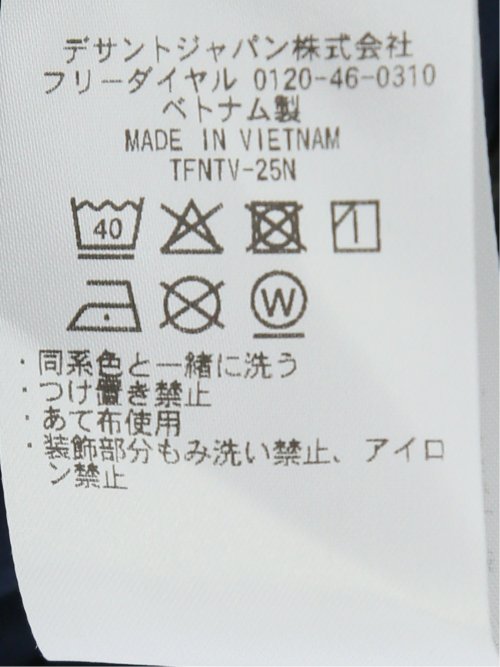 デサントジャパン株式会社
フリーダイヤル 0120-46-0310
ベトナム製
MADE IN VIETNAM
TFNTV-25N
40
W
・同系色と一緒に洗う
・つけ置き禁止
・あて布使用
・装飾部分もみ洗い禁止、アイロ
ン禁止